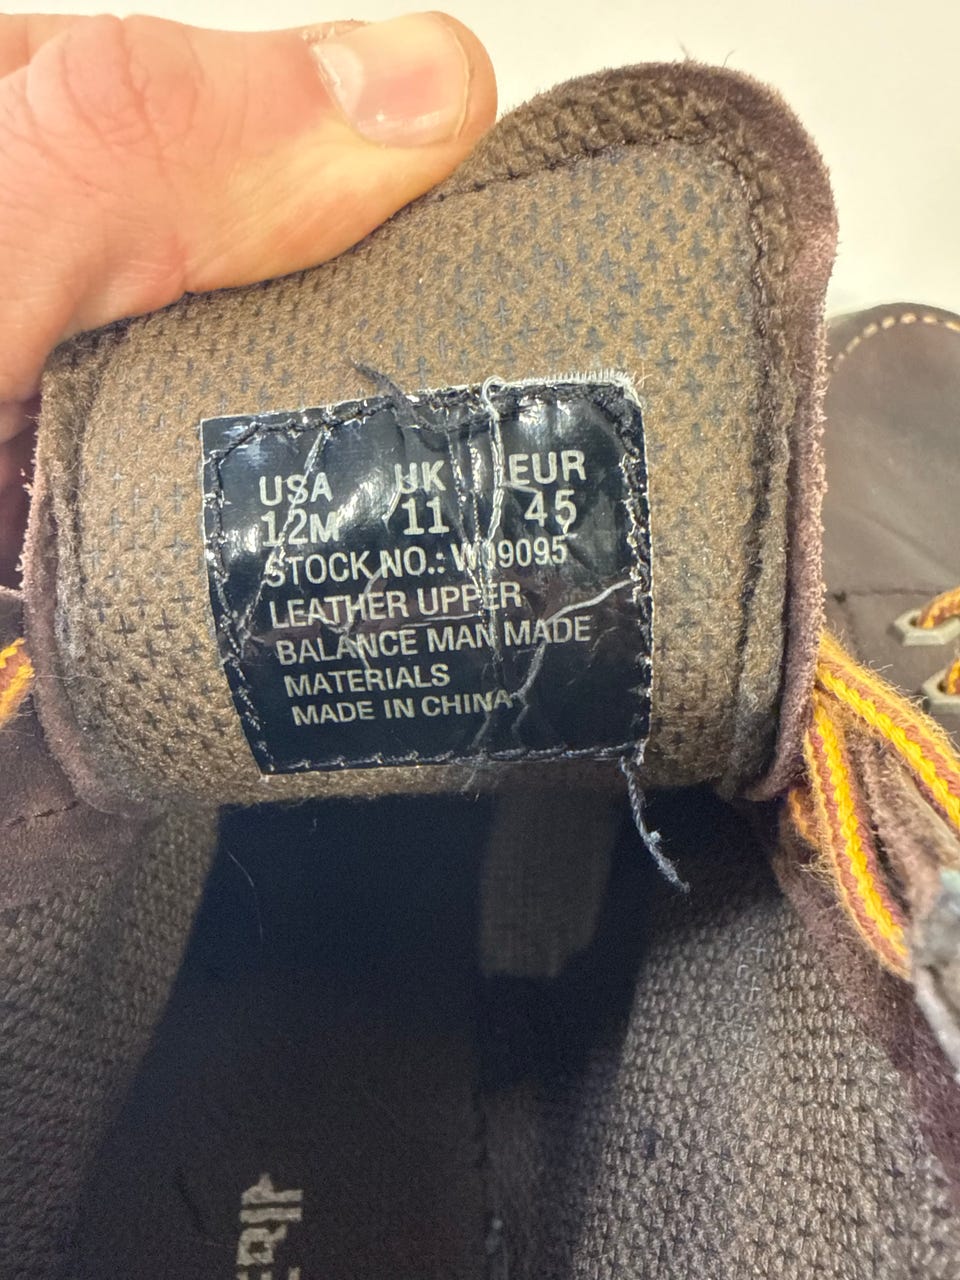 USA UK EUR
12M 11 45
STOCK NO.: W09095
LEATHER UPPER
BALANCE MAN MADE
MATERIALS
MADE IN CHINA